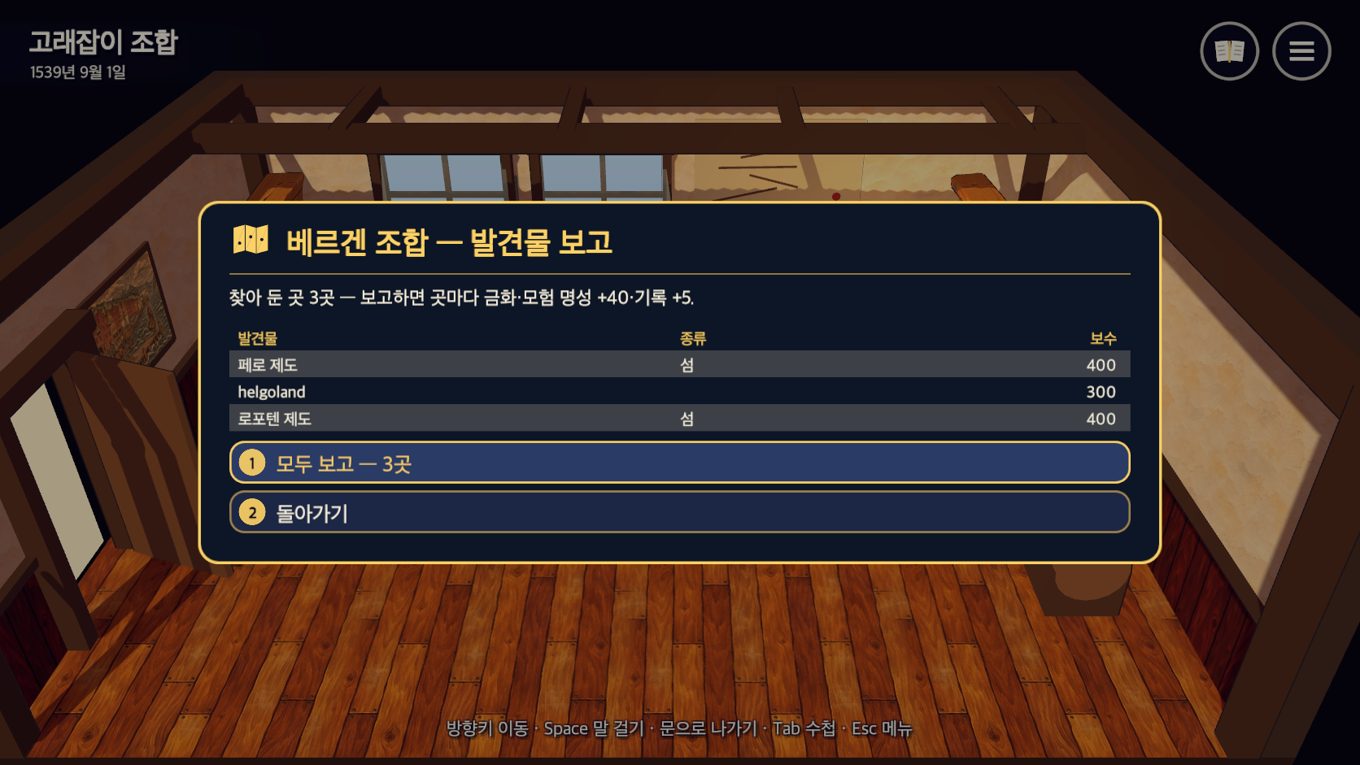 고래잡이 조합
1539년 9월 1일
베르겐 조합 — 발견물 보고
찾아 둔 곳 3곳 — 보고하면 곳마다 금화·모험 명성 +40·기록 +5.
발견물 종류 보수
페로 제도 섬 400
helgoland 300
로포텐 제도 섬 400
1 모두 보고 — 3곳
2 돌아가기
방향키 이동 · Space 말 걸기 · 문으로 나가기 · Tab 수첩 · Esc 메뉴